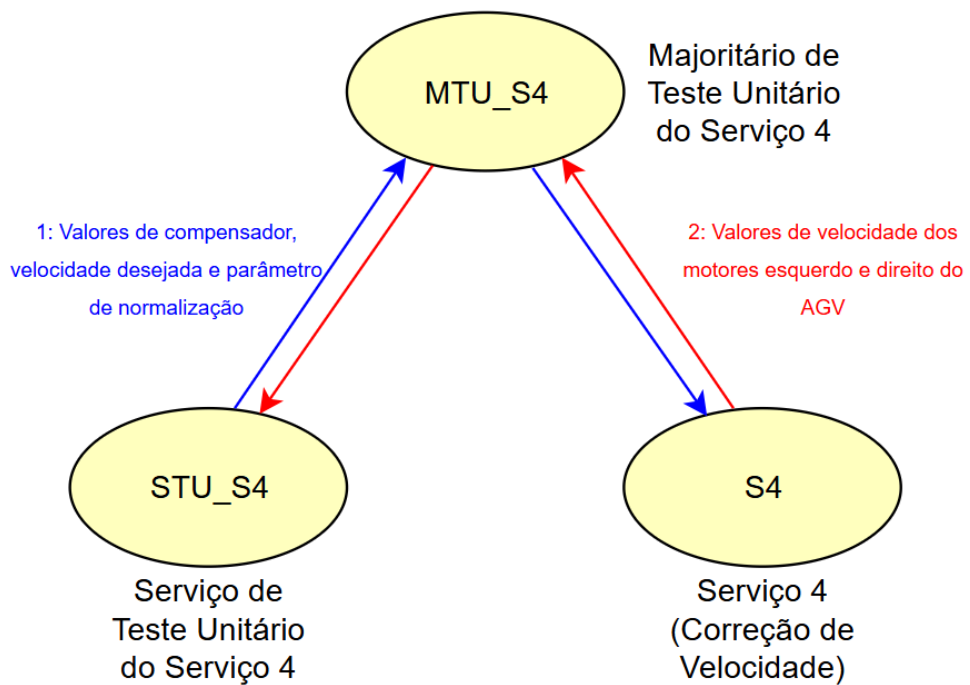 MTU_S4
Majoritário de
Teste Unitário
do Serviço 4
1: Valores de compensador,
velocidade desejada e parâmetro
de normalização
2: Valores de velocidade dos
motores esquerdo e direito do
AGV
STU_S4
S4
Serviço de
Teste Unitário
do Serviço 4
Serviço 4
(Correção de
Velocidade)